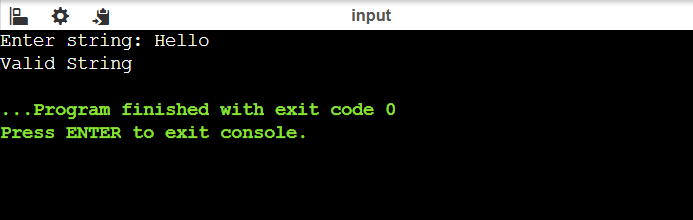 input
Enter string: Hello
Valid String
...Program finished with exit code 0
Press ENTER to exit console.